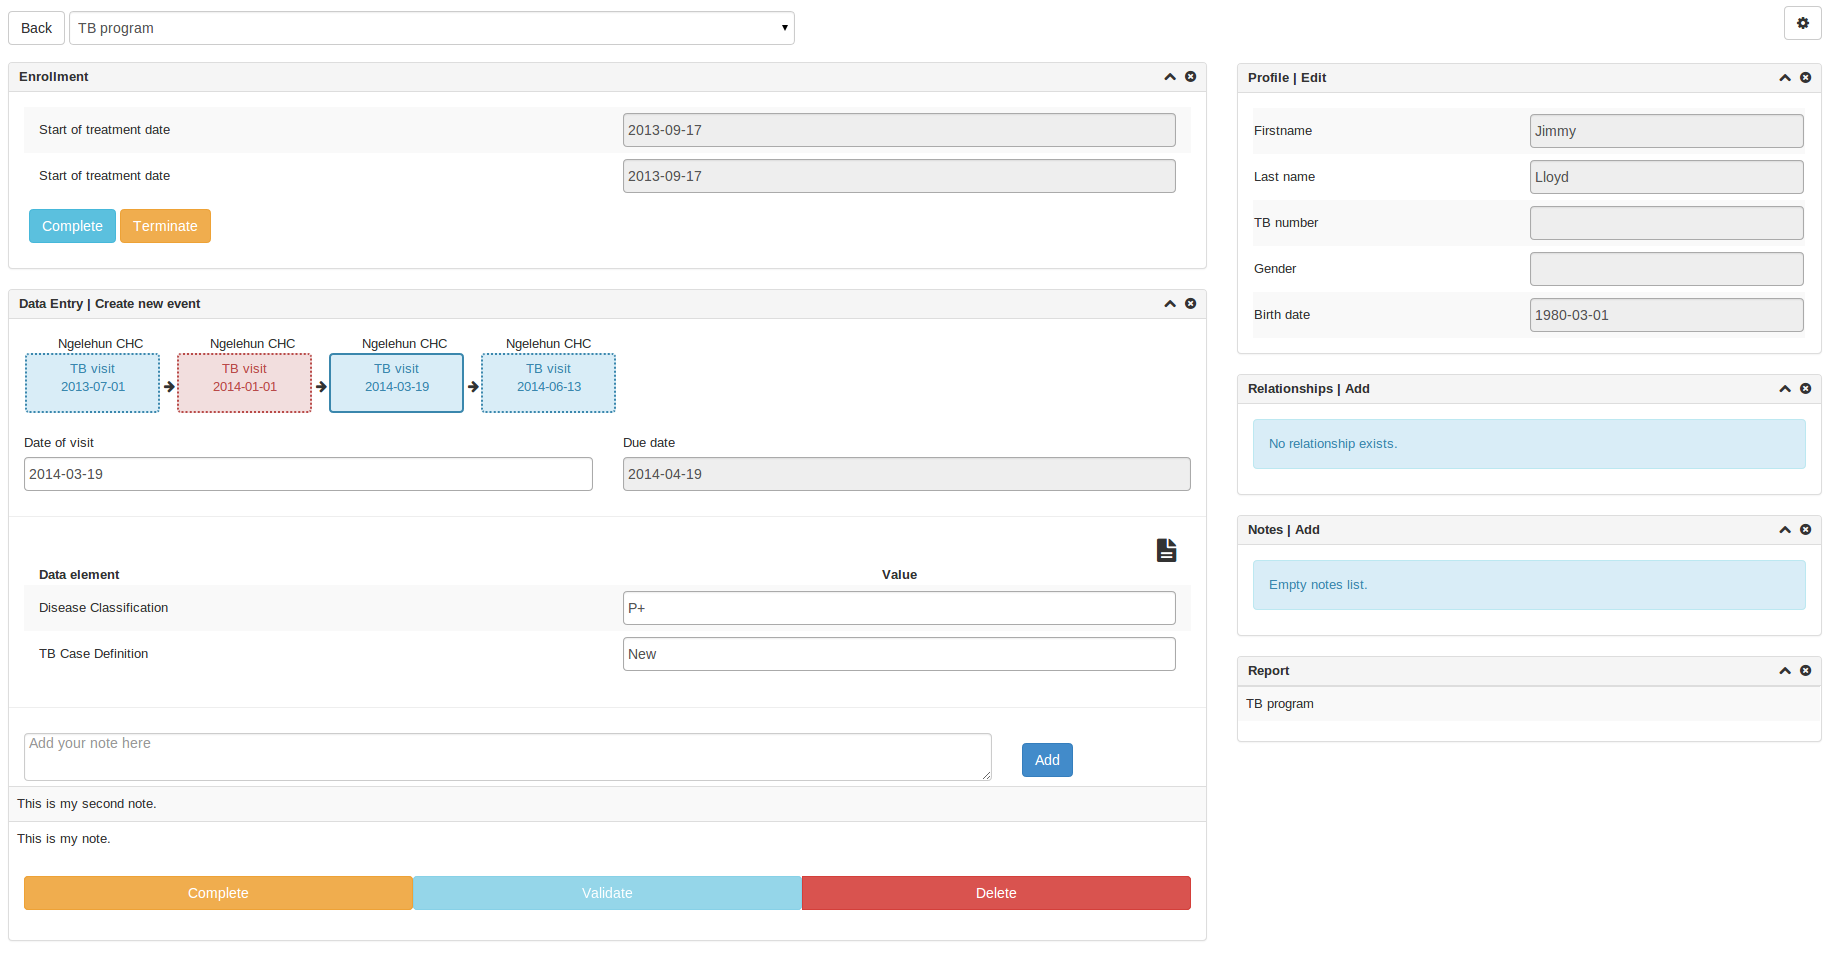 Back TB program
Enrollment
Start of treatment date 2013-09-17
Start of treatment date 2013-09-17
Complete Terminate
Data Entry | Create new event
Ngelehun CHC Ngelehun CHC Ngelehun CHC Ngelehun CHC
TB visit TB visit TB visit TB visit
2013-07-01 2014-01-01 2014-03-19 2014-06-13
Date of visit Due date
2014-03-19 2014-04-19
Data element Value
Disease Classification P+
TB Case Definition New
Add your note here
Add
This is my second note.
This is my note.
Complete Validate Delete
Profile | Edit
Firstname Jimmy
Last name Lloyd
TB number
Gender
Birth date 1980-03-01
Relationships | Add
No relationship exists.
Notes | Add
Empty notes list.
Report
TB program